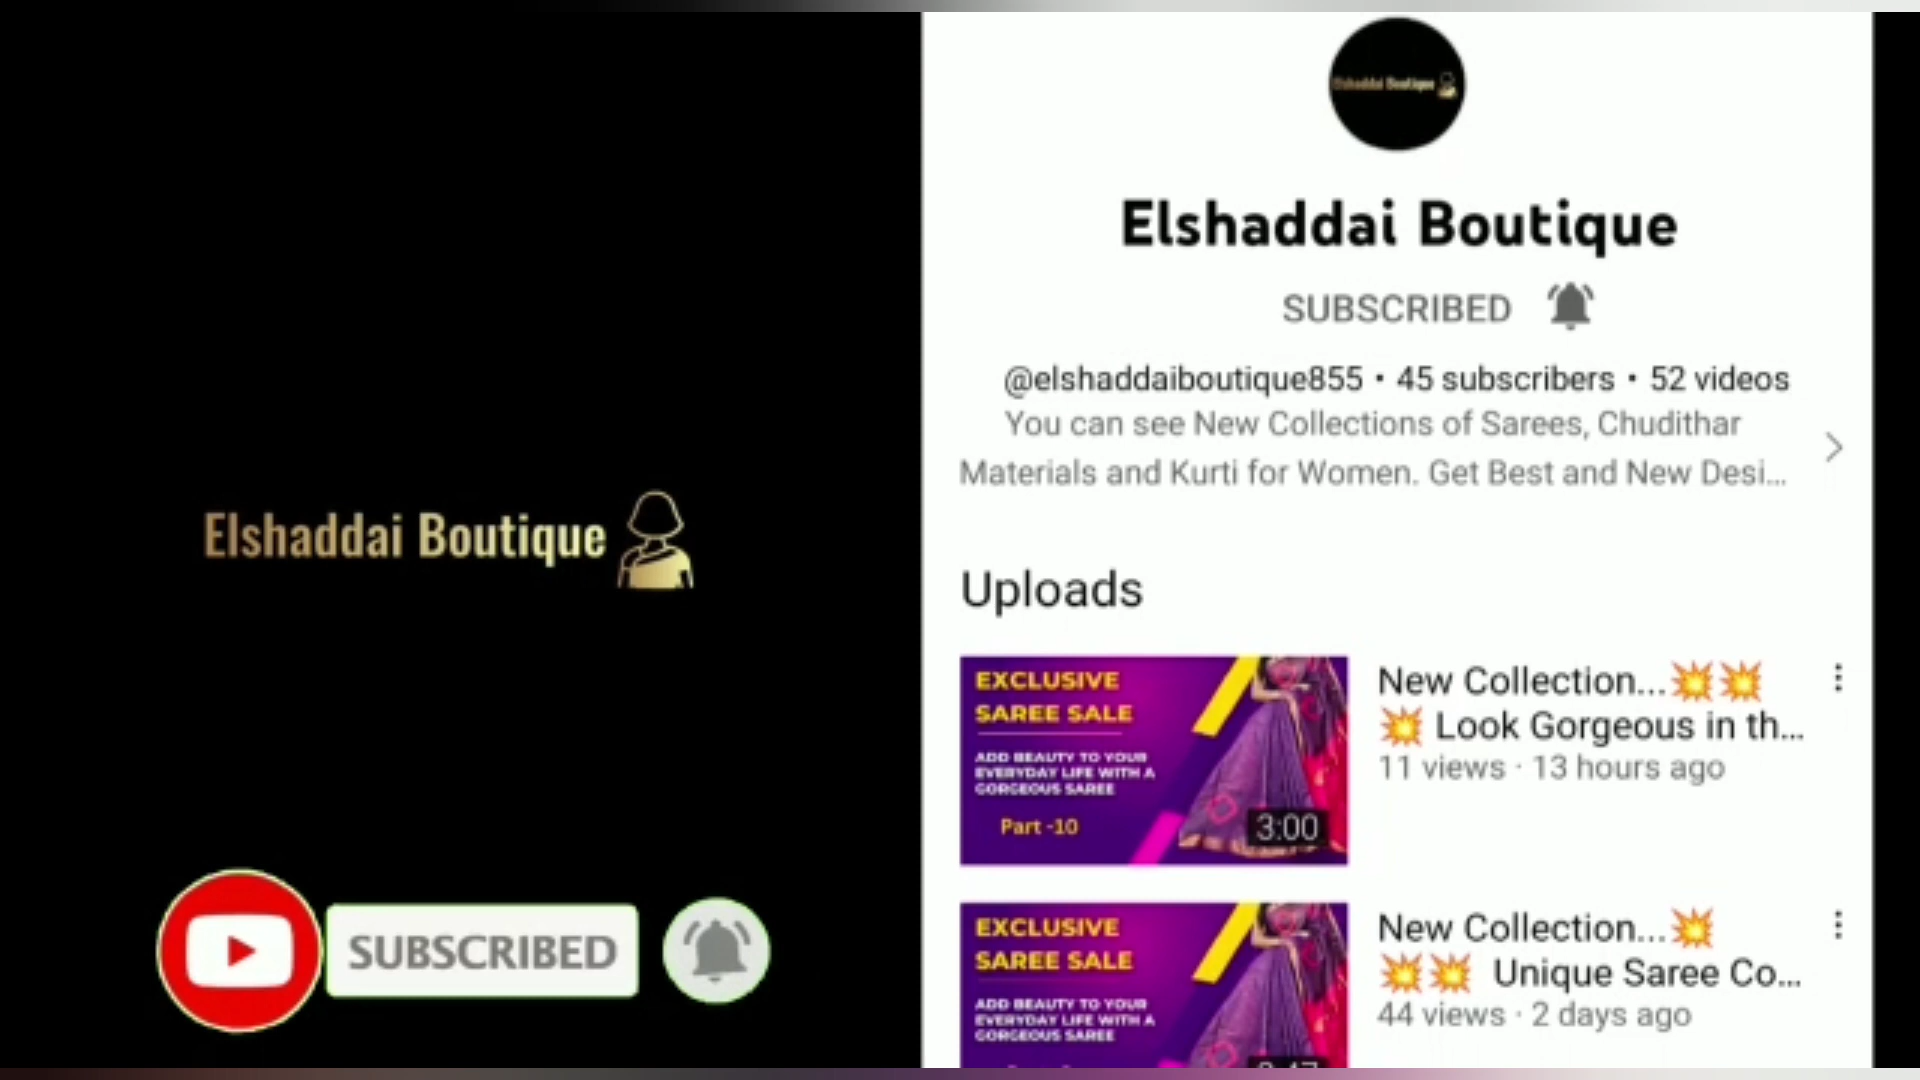 Elshaddai Boutique
SUBSCRIBED
Elshaddai Boutique
Elshaddai Boutique
SUBSCRIBED
@elshaddaiboutique855 • 45 subscribers • 52 videos
You can see New Collections of Sarees, Chudithar
Materials and Kurti for Women. Get Best and New Desi...
Uploads
EXCLUSIVE
SAREE SALE
ADD BEAUTY TO YOUR
EVERYDAY LIFE WITH A
GORGEOUS SAREE
Part -10
3:00
New Collection...💥💥
💥 Look Gorgeous in th...
11 views · 13 hours ago
EXCLUSIVE
SAREE SALE
ADD BEAUTY TO YOUR
EVERYDAY LIFE WITH A
GORGEOUS SAREE
New Collection...💥
💥💥 Unique Saree Co...
44 views · 2 days ago